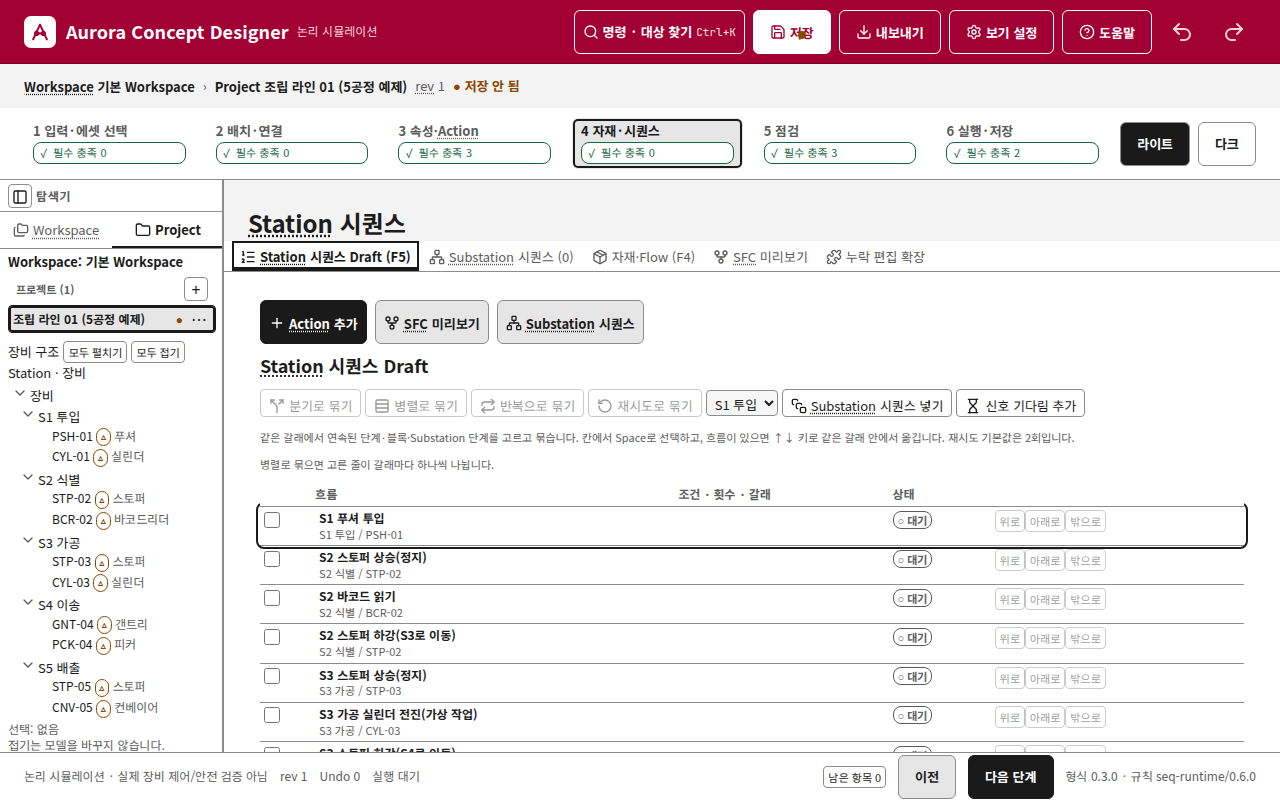 Aurora Concept Designer 논리 시뮬레이션 명령 · 대상 찾기 Ctrl+K 저장 내보내기 보기 설정 도움말
Workspace 기본 Workspace › Project 조립 라인 01 (5공정 예제) rev 1 ● 저장 안 됨
1 입력·에셋 선택 2 배치·연결 3 속성·Action 4 자재·시퀀스 5 점검 6 실행·저장
✓ 필수 충족 0 ✓ 필수 충족 0 ✓ 필수 충족 3 ✓ 필수 충족 0 ✓ 필수 충족 3 ✓ 필수 충족 2 라이트 다크
탐색기
Workspace Project
Workspace: 기본 Workspace
프로젝트 (1) +
조립 라인 01 (5공정 예제) ● ···
장비 구조 모두 펼치기 모두 접기
Station · 장비
장비
S1 투입
PSH-01 푸셔
CYL-01 실린더
S2 식별
STP-02 스토퍼
BCR-02 바코드리더
S3 가공
STP-03 스토퍼
CYL-03 실린더
S4 이송
GNT-04 갠트리
PCK-04 피커
S5 배출
STP-05 스토퍼
CNV-05 컨베이어
선택: 없음
접기는 모델을 바꾸지 않습니다.
Station 시퀀스
Station 시퀀스 Draft (F5) Substation 시퀀스 (0) 자재·Flow (F4) SFC 미리보기 누락 편집 확장
Action 추가 SFC 미리보기 Substation 시퀀스
Station 시퀀스 Draft
분기로 묶기 병렬로 묶기 반복으로 묶기 재시도로 묶기 S1 투입 Substation 시퀀스 넣기 신호 기다림 추가
같은 갈래에서 연속된 단계·블록·Substation 단계를 고르고 묶습니다. 칸에서 Space로 선택하고, 흐름이 있으면 ↑↓ 키로 같은 갈래 안에서 옮깁니다. 재시도 기본값은 2회입니다.
병렬로 묶으면 고른 줄이 갈래마다 하나씩 나뉩니다.
흐름 조건 · 횟수 · 갈래 상태
S1 푸셔 투입 ○ 대기 위로 아래로 밖으로
S1 투입 / PSH-01
S2 스토퍼 상승(정지) ○ 대기 위로 아래로 밖으로
S2 식별 / STP-02
S2 바코드 읽기 ○ 대기 위로 아래로 밖으로
S2 식별 / BCR-02
S2 스토퍼 하강(S3로 이동) ○ 대기 위로 아래로 밖으로
S2 식별 / STP-02
S3 스토퍼 상승(정지) ○ 대기 위로 아래로 밖으로
S3 가공 / STP-03
S3 가공 실린더 전진(가상 작업) ○ 대기 위로 아래로 밖으로
S3 가공 / CYL-03
논리 시뮬레이션 · 실제 장비 제어/안전 검증 아님 rev 1 Undo 0 실행 대기 남은 항목 0 이전 다음 단계 형식 0.3.0 · 규칙 seq-runtime/0.6.0